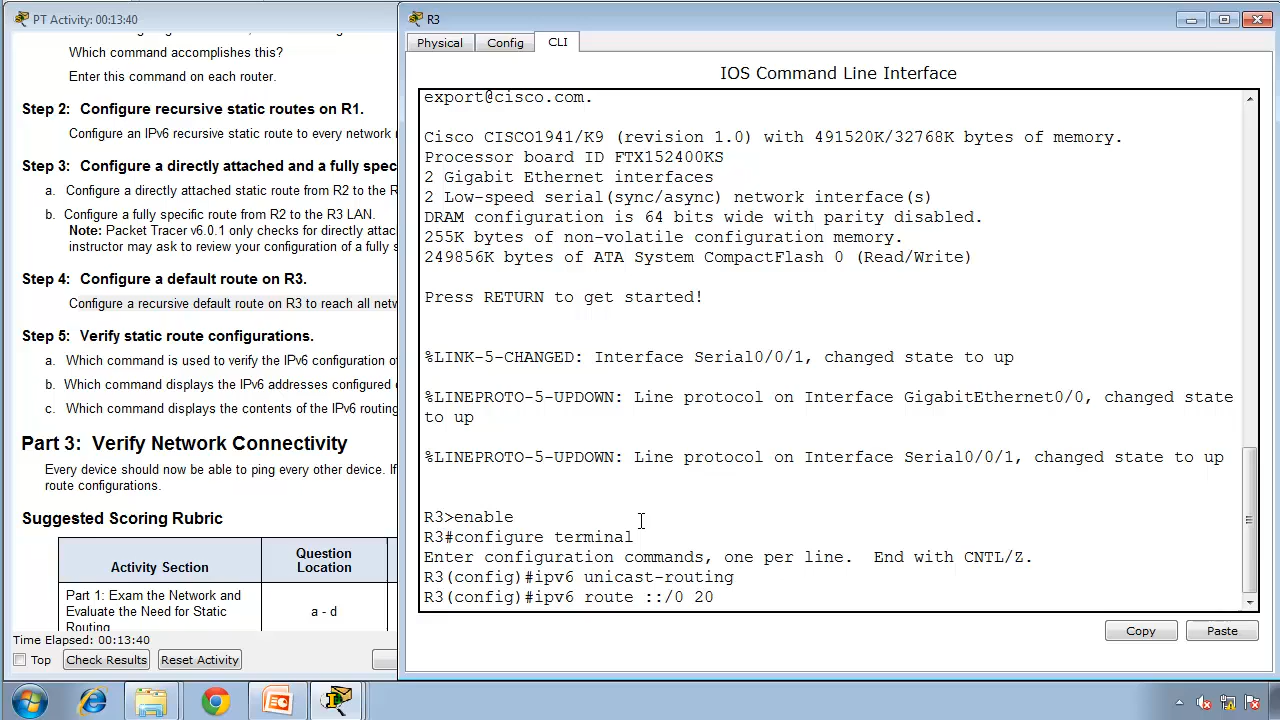 PT Activity: 00:13:40
Which command accomplishes this?
Enter this command on each router.
Step 2: Configure recursive static routes on R1.
Configure an IPv6 recursive static route to every network
Step 3: Configure a directly attached and a fully spec
a. Configure a directly attached static route from R2 to the R
b. Configure a fully specific route from R2 to the R3 LAN.
Note: Packet Tracer v6.0.1 only checks for directly attac
instructor may ask to review your configuration of a fully s
Step 4: Configure a default route on R3.
Configure a recursive default route on R3 to reach all netw
Step 5: Verify static route configurations.
a. Which command is used to verify the IPv6 configuration of
b. Which command displays the IPv6 addresses configured
c. Which command displays the contents of the IPv6 routing
Part 3: Verify Network Connectivity
Every device should now be able to ping every other device. If
route configurations.
Suggested Scoring Rubric
Activity Section
Question
Location
Part 1: Exam the Network and
Evaluate the Need for Static
Routing
a - d
Time Elapsed: 00:13:40
Top
Check Results
Reset Activity
R3
Physical
Config
CLI
IOS Command Line Interface
export@cisco.com.
Cisco CISCO1941/K9 (revision 1.0) with 491520K/32768K bytes of memory.
Processor board ID FTX152400KS
2 Gigabit Ethernet interfaces
2 Low-speed serial(sync/async) network interface(s)
DRAM configuration is 64 bits wide with parity disabled.
255K bytes of non-volatile configuration memory.
249856K bytes of ATA System CompactFlash 0 (Read/Write)
Press RETURN to get started!
%LINK-5-CHANGED: Interface Serial0/0/1, changed state to up
%LINEPROTO-5-UPDOWN: Line protocol on Interface GigabitEthernet0/0, changed state
to up
%LINEPROTO-5-UPDOWN: Line protocol on Interface Serial0/0/1, changed state to up
R3>enable
R3#configure terminal
Enter configuration commands, one per line. End with CNTL/Z.
R3(config)#ipv6 unicast-routing
R3(config)#ipv6 route ::/0 20
Copy
Paste